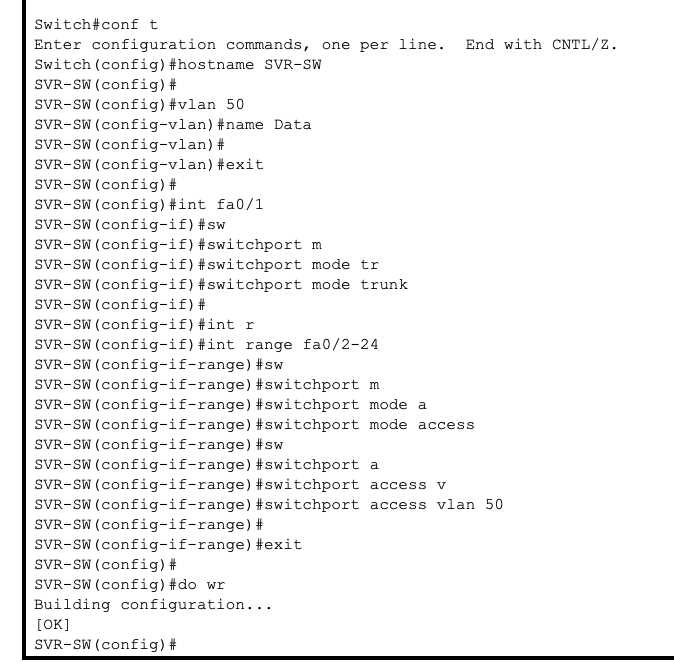 Switch#conf t
Enter configuration commands, one per line.  End with CNTL/Z.
Switch(config)#hostname SVR-SW
SVR-SW(config)#
SVR-SW(config)#vlan 50
SVR-SW(config-vlan)#name Data
SVR-SW(config-vlan)#
SVR-SW(config-vlan)#exit
SVR-SW(config)#
SVR-SW(config)#int fa0/1
SVR-SW(config-if)#sw
SVR-SW(config-if)#switchport m
SVR-SW(config-if)#switchport mode tr
SVR-SW(config-if)#switchport mode trunk
SVR-SW(config-if)#
SVR-SW(config-if)#int r
SVR-SW(config-if)#int range fa0/2-24
SVR-SW(config-if-range)#sw
SVR-SW(config-if-range)#switchport m
SVR-SW(config-if-range)#switchport mode a
SVR-SW(config-if-range)#switchport mode access
SVR-SW(config-if-range)#sw
SVR-SW(config-if-range)#switchport a
SVR-SW(config-if-range)#switchport access v
SVR-SW(config-if-range)#switchport access vlan 50
SVR-SW(config-if-range)#
SVR-SW(config-if-range)#exit
SVR-SW(config)#
SVR-SW(config)#do wr
Building configuration...
[OK]
SVR-SW(config)#